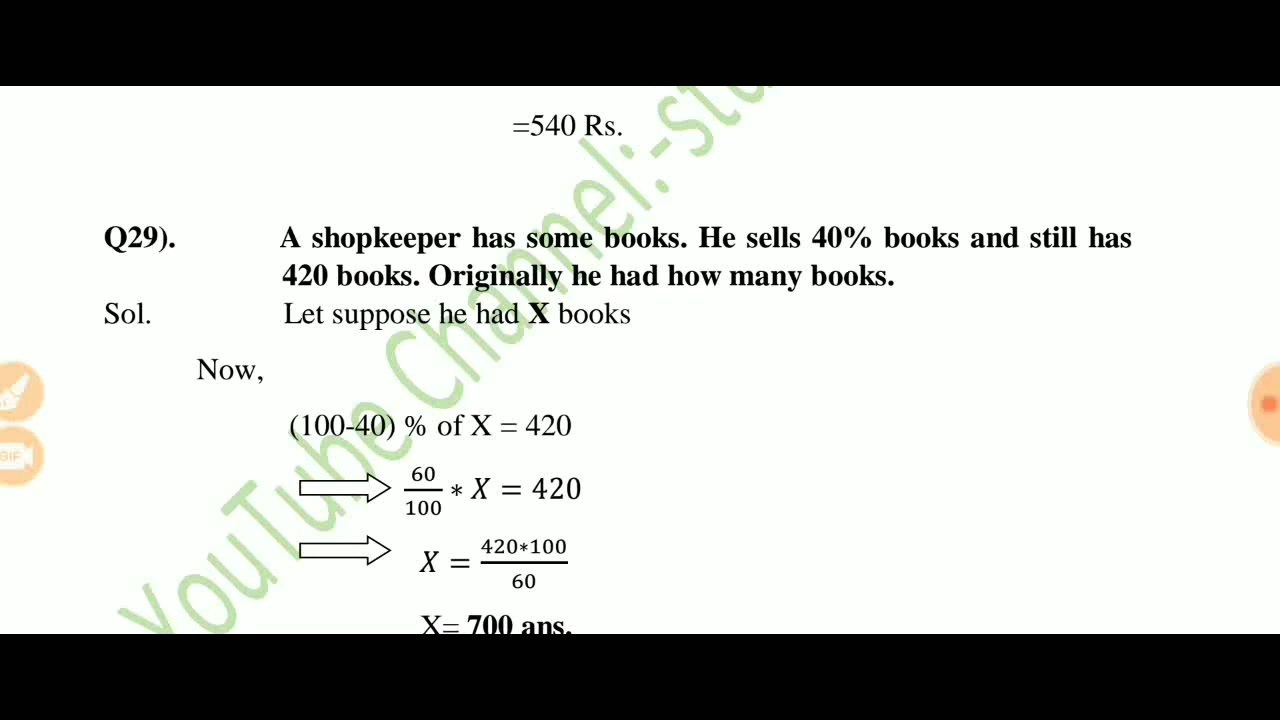 =540 Rs.
Q29). A shopkeeper has some books. He sells 40% books and still has
420 books. Originally he had how many books.
Sol. Let suppose he had X books
Now,
(100-40) % of X = 420
60/100 * X = 420
X = 420*100/60
X= 700 ans.
YouTube Channel:-stu
GIF